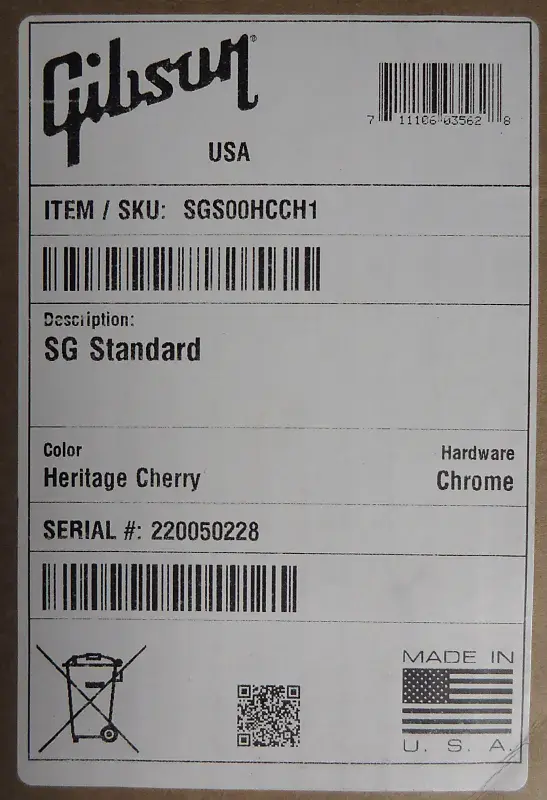 Gibson®
7 11106 03562 8
USA
ITEM / SKU: SGS00HCCH1
Description:
SG Standard
Color
Hardware
Heritage Cherry
Chrome
SERIAL #: 220050228
MADE IN
U. S. A.